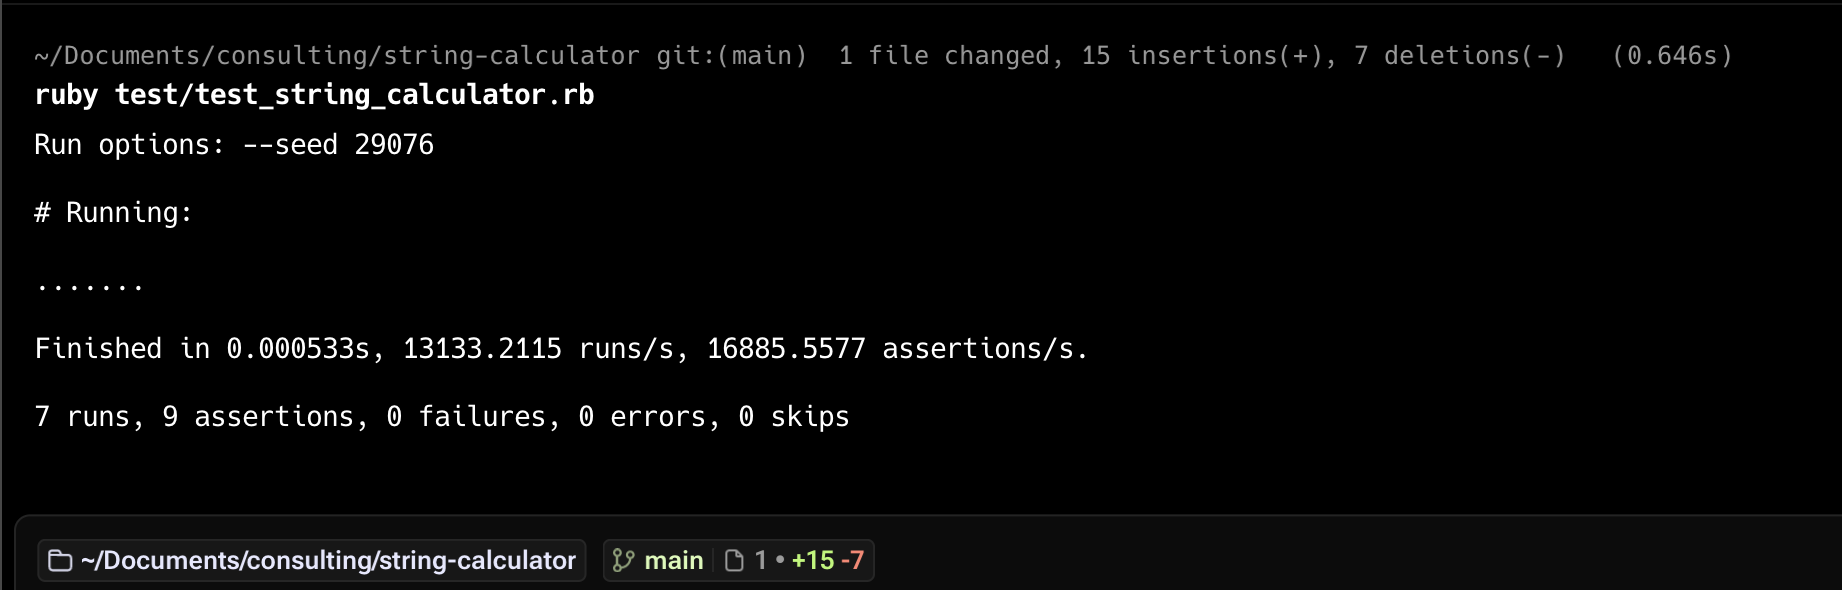 ~/Documents/consulting/string-calculator git:(main)  1 file changed, 15 insertions(+), 7 deletions(-)   (0.646s)
ruby test/test_string_calculator.rb
Run options: --seed 29076
# Running:
.......
Finished in 0.000533s, 13133.2115 runs/s, 16885.5577 assertions/s.
7 runs, 9 assertions, 0 failures, 0 errors, 0 skips
~/Documents/consulting/string-calculator main 1 • +15 -7